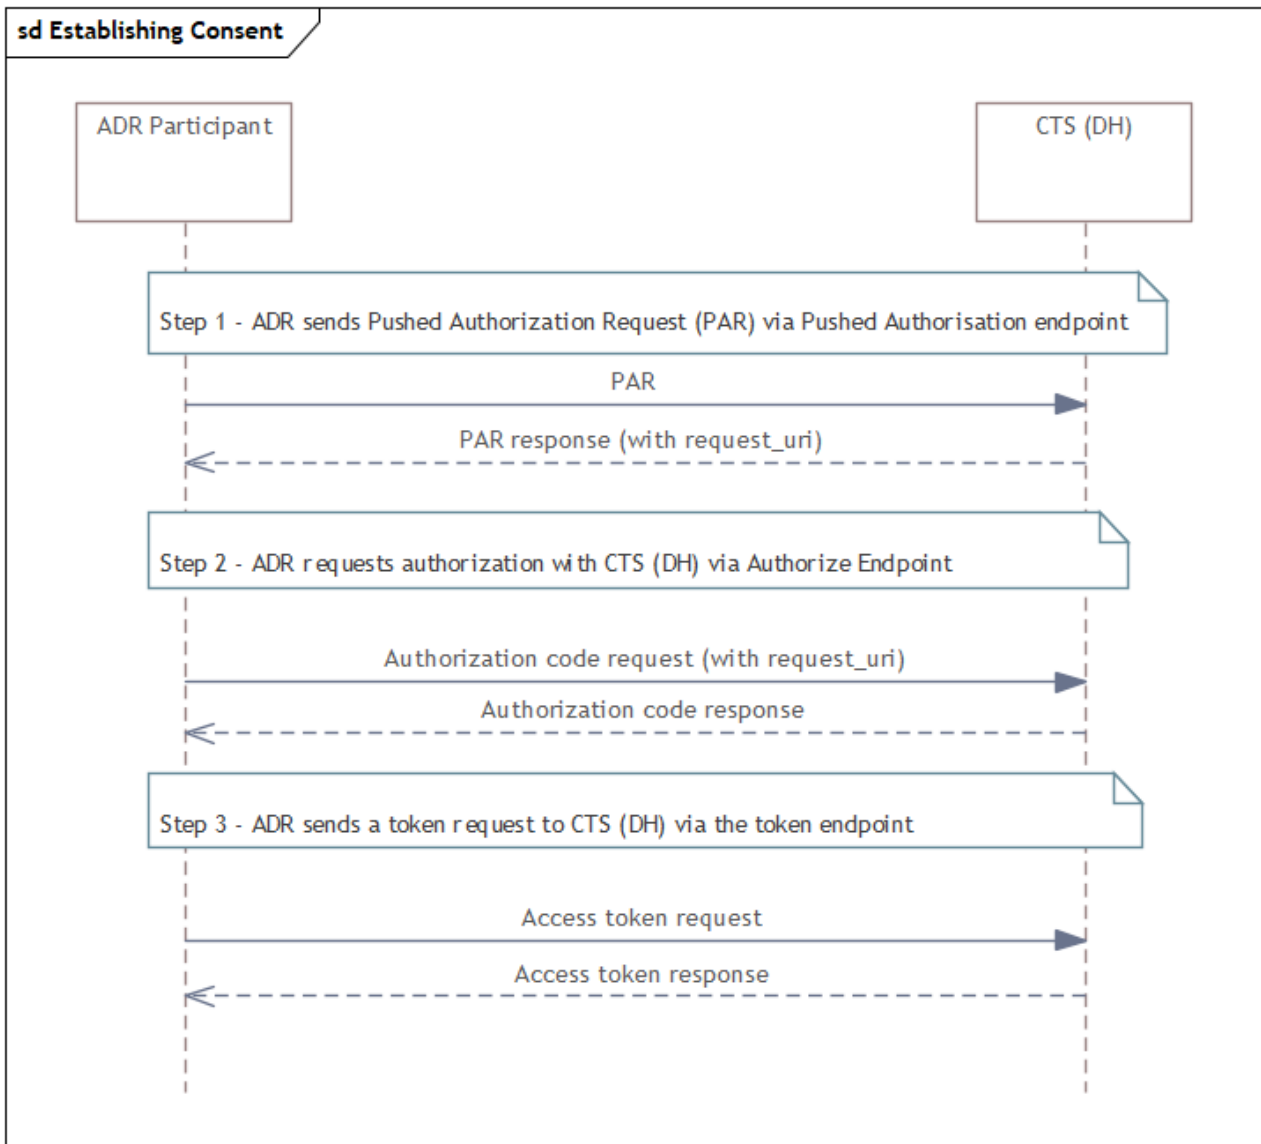 sd Establishing Consent
ADR Participant
CTS (DH)
Step 1 - ADR sends Pushed Authorization Request (PAR) via Pushed Authorisation endpoint
PAR
PAR response (with request_uri)
Step 2 - ADR requests authorization with CTS (DH) via Authorize Endpoint
Authorization code request (with request_uri)
Authorization code response
Step 3 - ADR sends a token request to CTS (DH) via the token endpoint
Access token request
Access token response